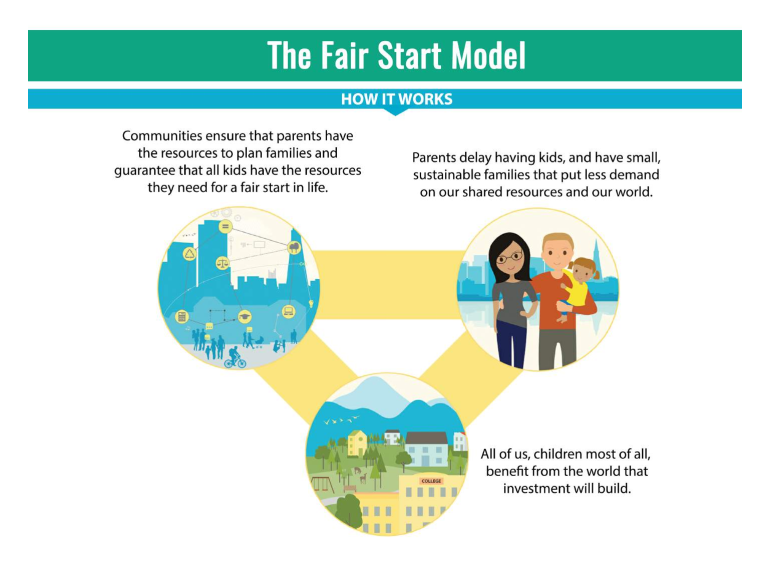 The Fair Start Model
HOW IT WORKS
Communities ensure that parents have
the resources to plan families and
guarantee that all kids have the resources
they need for a fair start in life.
Parents delay having kids, and have small,
sustainable families that put less demand
on our shared resources and our world.
COLLEGE
All of us, children most of all,
benefit from the world that
investment will build.